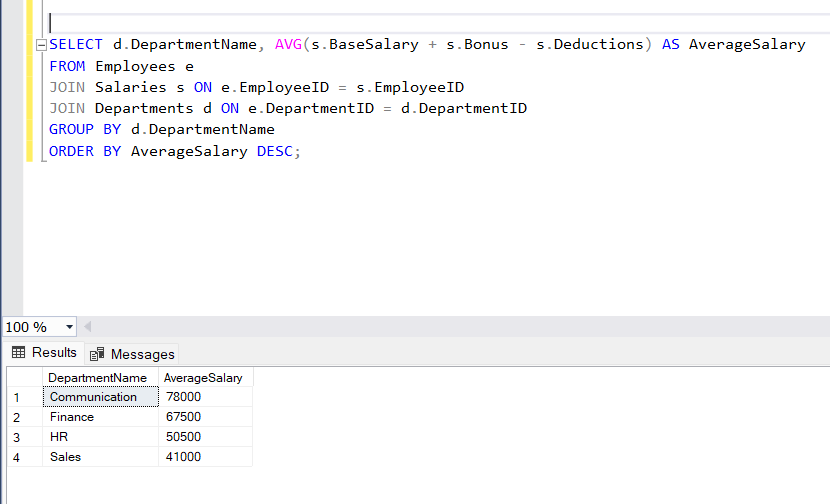 SELECT d.DepartmentName, AVG(s.BaseSalary + s.Bonus - s.Deductions) AS AverageSalary
FROM Employees e
JOIN Salaries s ON e.EmployeeID = s.EmployeeID
JOIN Departments d ON e.DepartmentID = d.DepartmentID
GROUP BY d.DepartmentName
ORDER BY AverageSalary DESC;
100 %
Results Messages
DepartmentName AverageSalary
1 Communication 78000
2 Finance 67500
3 HR 50500
4 Sales 41000